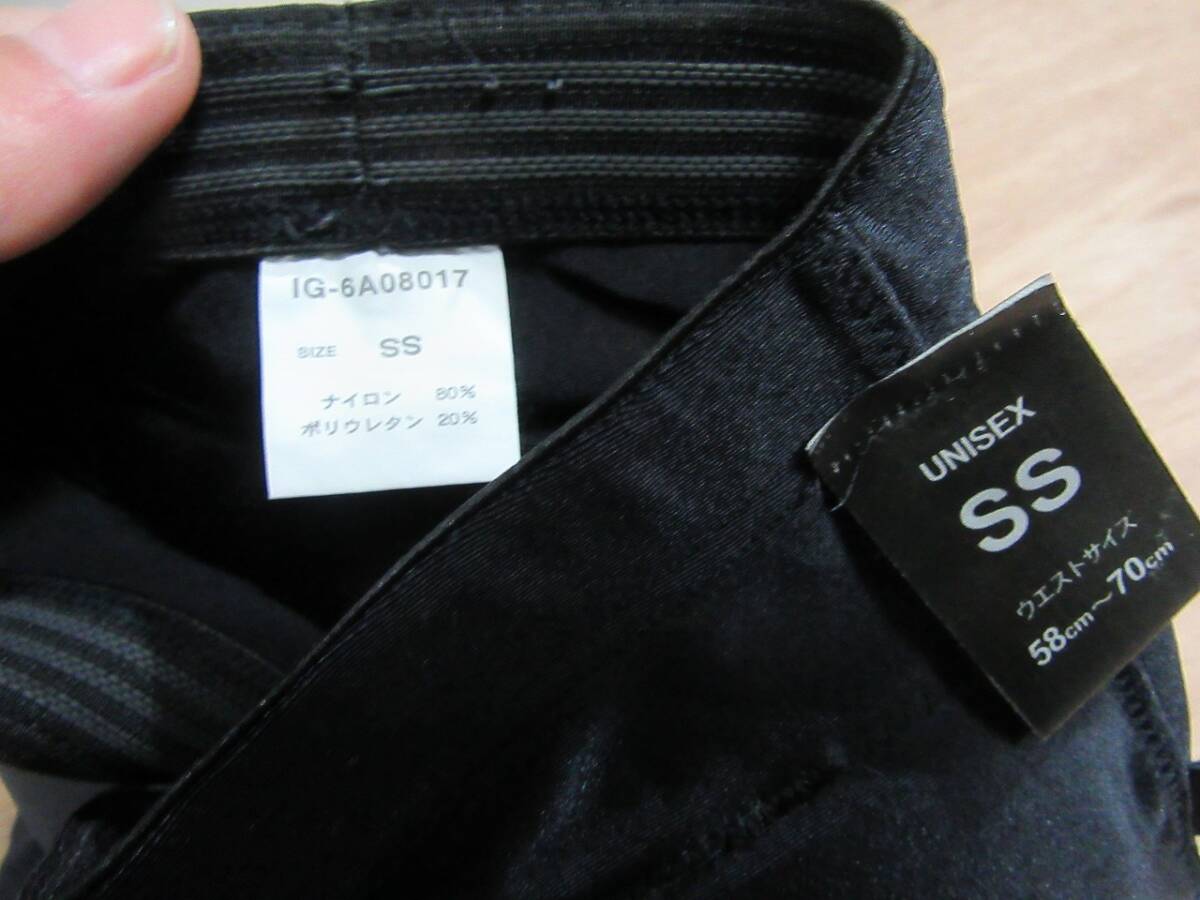 IG-6A08017
SIZE SS
ナイロン 80%
ポリウレタン 20%
UNISEX
SS
ウエストサイズ
58cm～70cm